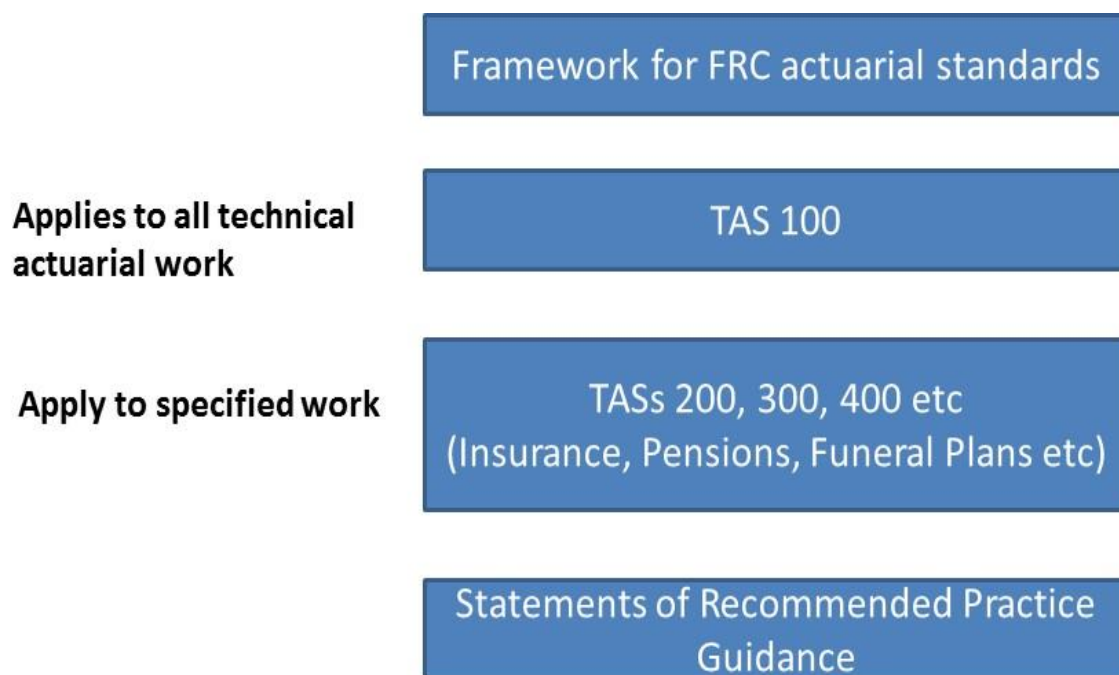 Framework for FRC actuarial standards
Applies to all technical
actuarial work
TAS 100
Apply to specified work
TASs 200, 300, 400 etc
(Insurance, Pensions, Funeral Plans etc)
Statements of Recommended Practice
Guidance